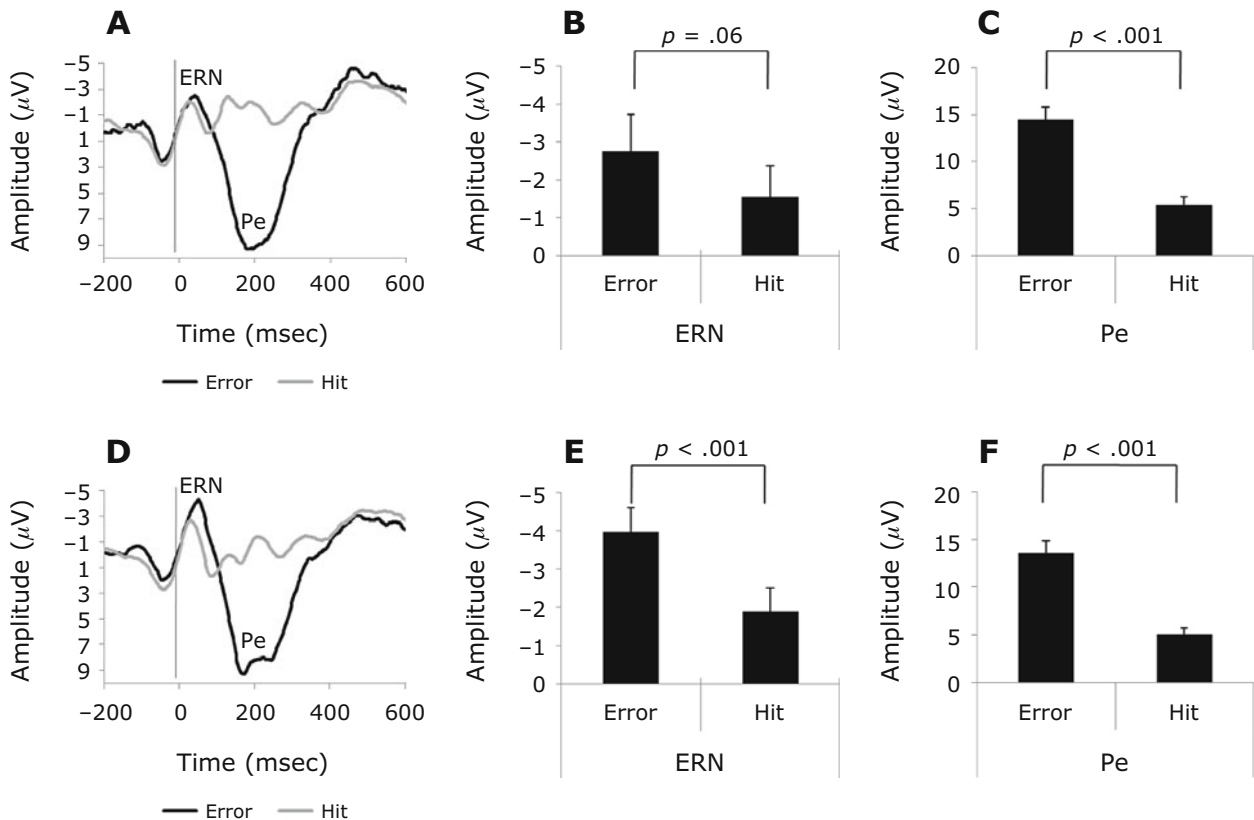 A
Amplitude (µV)
−5
−3
−1
1
3
5
7
9
ERN
Pe
−200 0 200 400 600
Time (msec)
Error Hit
B
p = .06
Amplitude (µV)
−5
−4
−3
−2
−1
0
Error Hit
ERN
C
p < .001
Amplitude (µV)
20
15
10
5
0
Error Hit
Pe
D
Amplitude (µV)
−5
−3
−1
1
3
5
7
9
ERN
Pe
−200 0 200 400 600
Time (msec)
Error Hit
E
p < .001
Amplitude (µV)
−5
−4
−3
−2
−1
0
Error Hit
ERN
F
p < .001
Amplitude (µV)
20
15
10
5
0
Error Hit
Pe